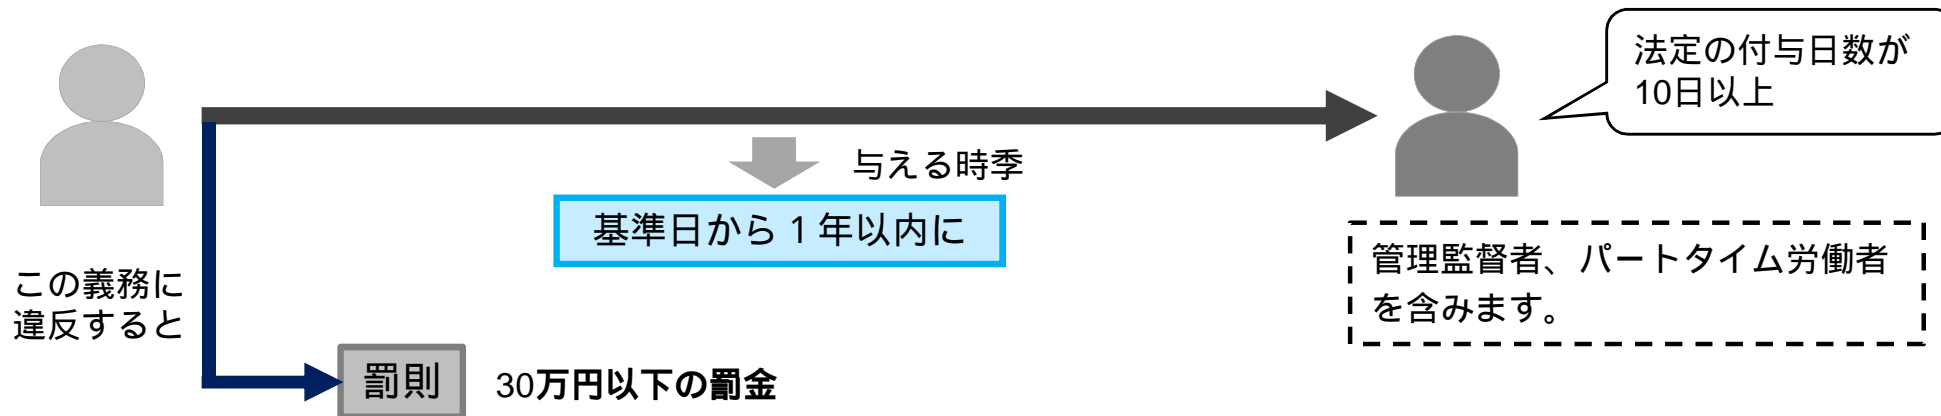 法定の付与日数が
10日以上
与える時季
基準日から１年以内に
管理監督者、パートタイム労働者
を含みます。
この義務に
違反すると
罰則
30万円以下の罰金